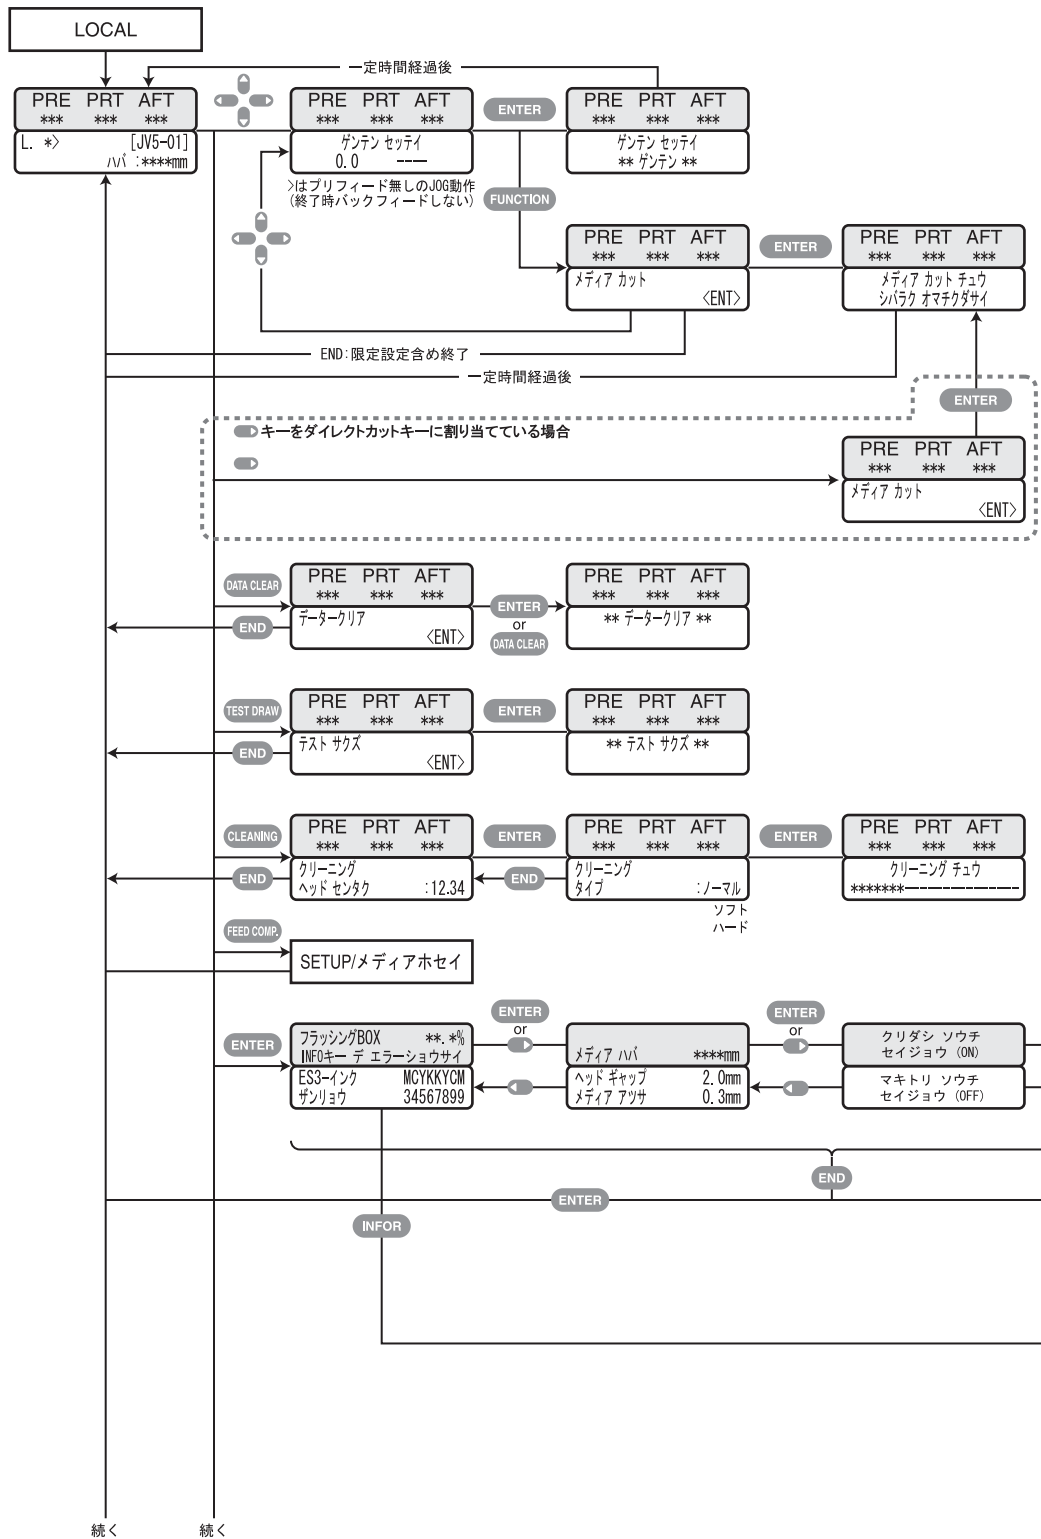 LOCAL
一定時間経過後
PRE PRT AFT
*** *** ***
L. *> [JV5-01]
ハバ :****mm
PRE PRT AFT
*** *** ***
ゲンテン セッテイ
0.0 ----
>はプリフィード無しのJOG動作
(終了時バックフィードしない)
ENTER
FUNCTION
PRE PRT AFT
*** *** ***
ゲンテン セッテイ
** ゲンテン **
PRE PRT AFT
*** *** ***
メディア カット
<ENT>
ENTER
PRE PRT AFT
*** *** ***
メディア カット チュウ
シバラク オマチクダサイ
END:限定設定含め終了
一定時間経過後
ENTER
キーをダイレクトカットキーに割り当てている場合
PRE PRT AFT
*** *** ***
メディア カット
<ENT>
DATA CLEAR
END
PRE PRT AFT
*** *** ***
データークリア
<ENT>
ENTER
or
DATA CLEAR
PRE PRT AFT
*** *** ***
** データークリア **
TEST DRAW
END
PRE PRT AFT
*** *** ***
テスト サクズ
<ENT>
ENTER
PRE PRT AFT
*** *** ***
** テスト サクズ **
CLEANING
END
PRE PRT AFT
*** *** ***
クリーニング
ヘッド センタク :12.34
ENTER
END
PRE PRT AFT
*** *** ***
クリーニング
タイプ :ノーマル
ソフト
ハード
ENTER
PRE PRT AFT
*** *** ***
クリーニング チュウ
*******-------------
FEED COMP.
SETUP/メディアホセイ
ENTER
フラッシングBOX **.*%
INFOキー デ エラーショウサイ
ES3-インク MCYKKYCM
ザンリョウ 34567899
ENTER
or
メディア ハバ ****mm
ヘッド ギャップ 2.0mm
メディア アツサ 0.3mm
ENTER
or
クリダシ ソウチ
セイジョウ (ON)
マキトリ ソウチ
セイジョウ (OFF)
END
ENTER
INFOR
続く
続く